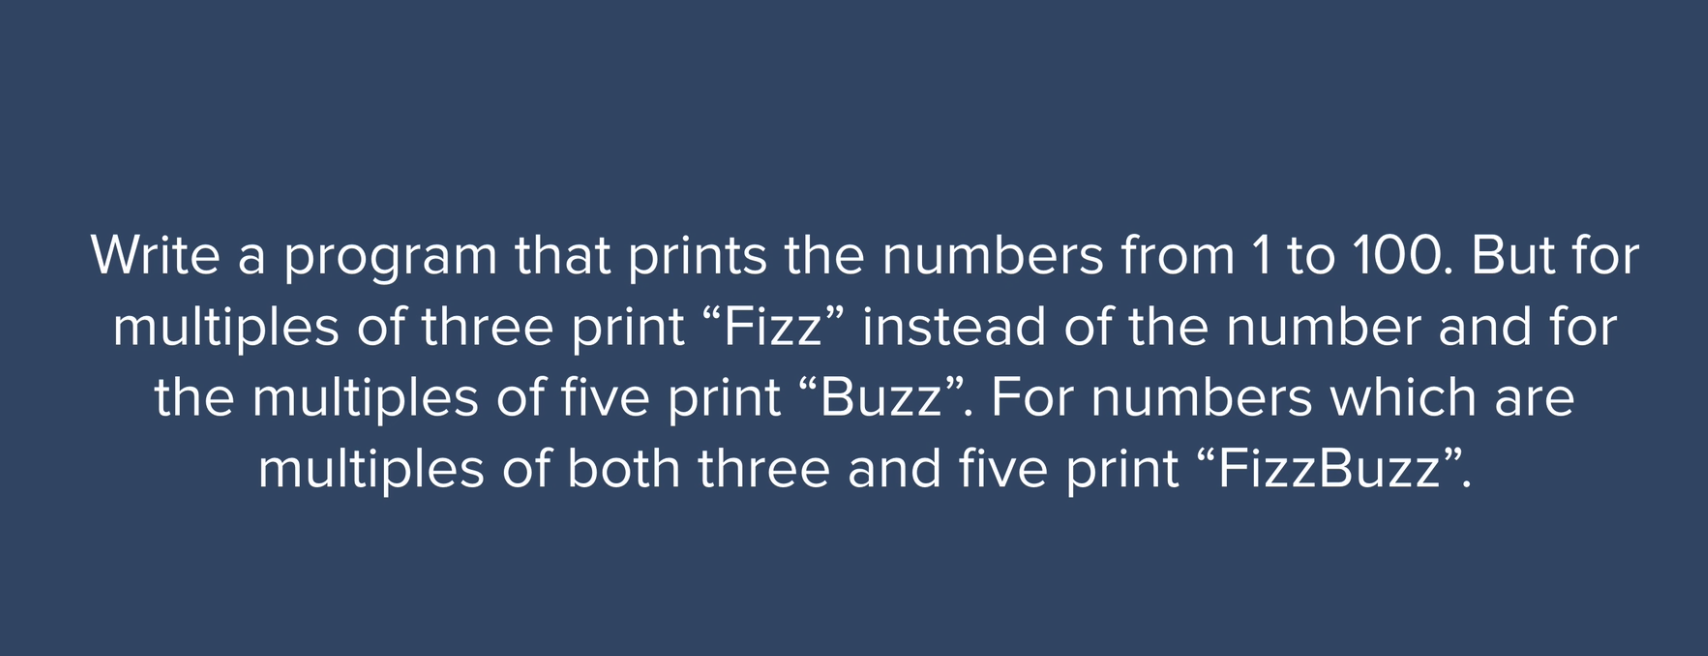 Write a program that prints the numbers from 1 to 100. But for
multiples of three print “Fizz” instead of the number and for
the multiples of five print “Buzz”. For numbers which are
multiples of both three and five print “FizzBuzz”.